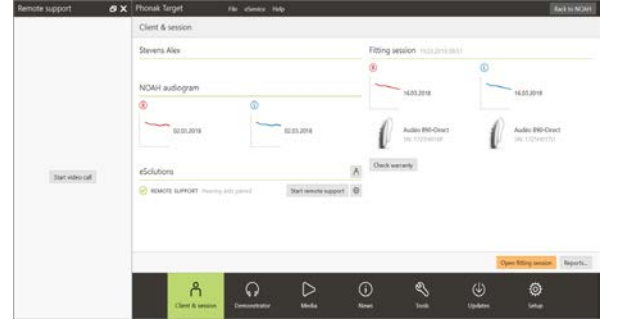 Remote support
Phonak Target
File eService Help
Back to NOAH
Client & session
Stevens Alex
Fitting session
NOAH audiogram
R
L
02.03.2018
02.03.2018
R
L
16.03.2018
16.03.2018
Audéo B90-Direct
Audéo B90-Direct
Check warranty
eSolutions
REMOTE SUPPORT Hearing aids paired
Start remote support
Start video call
Open fitting session
Reports...
Client & session
Demonstrator
Media
News
Tools
Updates
Setup